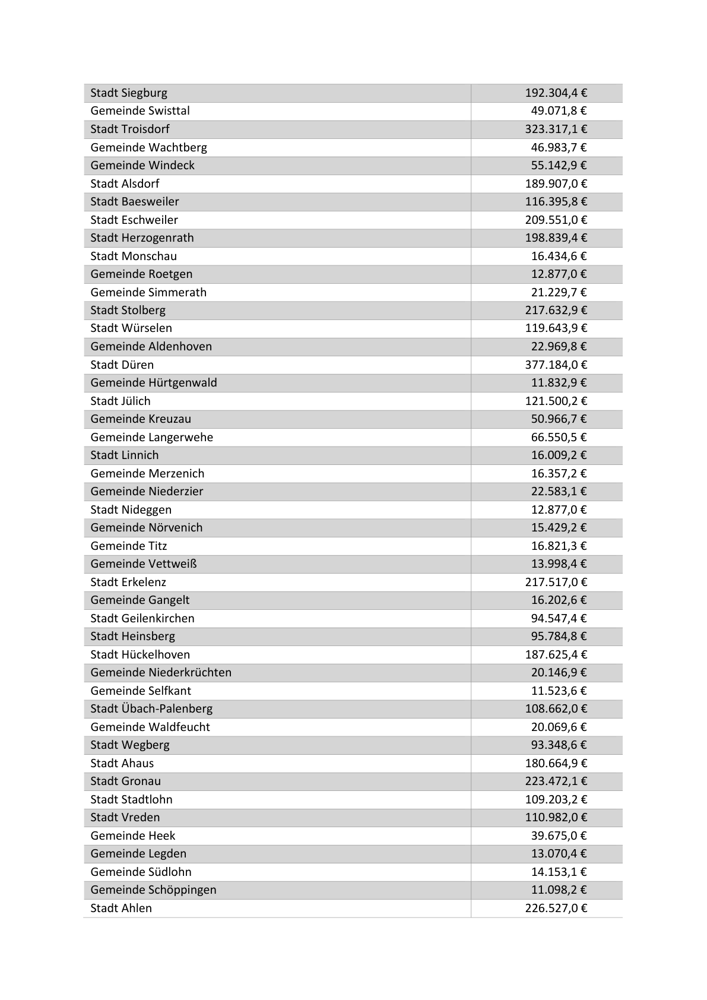 Stadt Siegburg 192.304,4 €
Gemeinde Swisttal 49.071,8 €
Stadt Troisdorf 323.317,1 €
Gemeinde Wachtberg 46.983,7 €
Gemeinde Windeck 55.142,9 €
Stadt Alsdorf 189.907,0 €
Stadt Baesweiler 116.395,8 €
Stadt Eschweiler 209.551,0 €
Stadt Herzogenrath 198.839,4 €
Stadt Monschau 16.434,6 €
Gemeinde Roetgen 12.877,0 €
Gemeinde Simmerath 21.229,7 €
Stadt Stolberg 217.632,9 €
Stadt Würselen 119.643,9 €
Gemeinde Aldenhoven 22.969,8 €
Stadt Düren 377.184,0 €
Gemeinde Hürtgenwald 11.832,9 €
Stadt Jülich 121.500,2 €
Gemeinde Kreuzau 50.966,7 €
Gemeinde Langerwehe 66.550,5 €
Stadt Linnich 16.009,2 €
Gemeinde Merzenich 16.357,2 €
Gemeinde Niederzier 22.583,1 €
Stadt Nideggen 12.877,0 €
Gemeinde Nörvenich 15.429,2 €
Gemeinde Titz 16.821,3 €
Gemeinde Vettweiß 13.998,4 €
Stadt Erkelenz 217.517,0 €
Gemeinde Gangelt 16.202,6 €
Stadt Geilenkirchen 94.547,4 €
Stadt Heinsberg 95.784,8 €
Stadt Hückelhoven 187.625,4 €
Gemeinde Niederkrüchten 20.146,9 €
Gemeinde Selfkant 11.523,6 €
Stadt Übach-Palenberg 108.662,0 €
Gemeinde Waldfeucht 20.069,6 €
Stadt Wegberg 93.348,6 €
Stadt Ahaus 180.664,9 €
Stadt Gronau 223.472,1 €
Stadt Stadtlohn 109.203,2 €
Stadt Vreden 110.982,0 €
Gemeinde Heek 39.675,0 €
Gemeinde Legden 13.070,4 €
Gemeinde Südlohn 14.153,1 €
Gemeinde Schöppingen 11.098,2 €
Stadt Ahlen 226.527,0 €